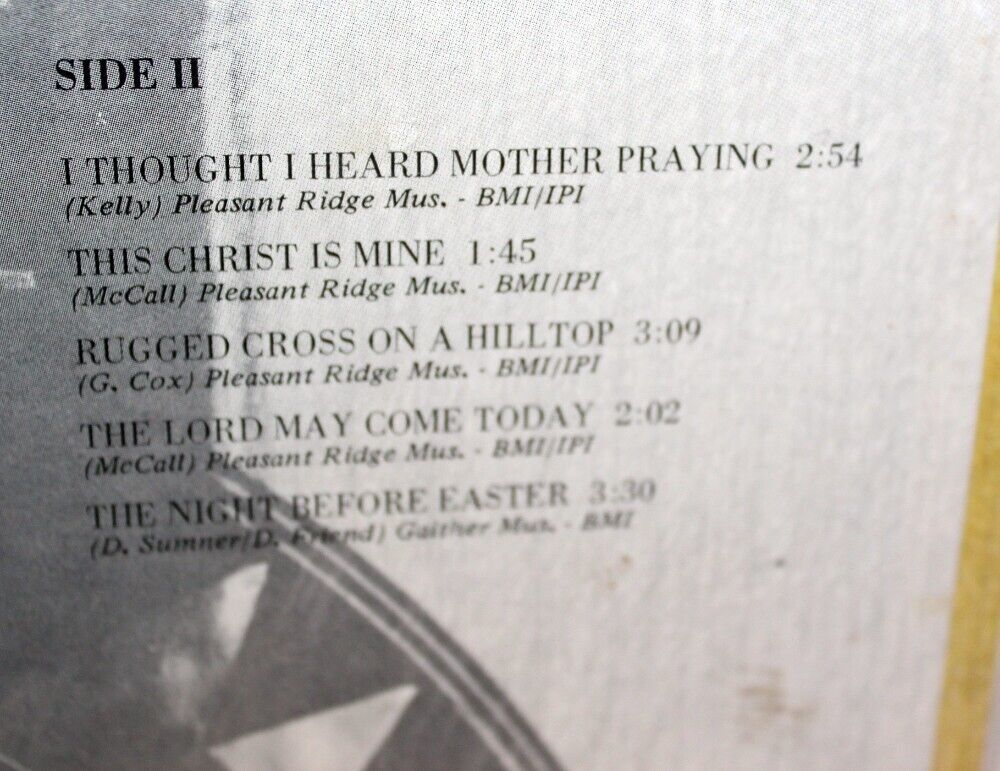 SIDE II
I THOUGHT I HEARD MOTHER PRAYING 2:54
(Kelly) Pleasant Ridge Mus. - BMI/IPI
THIS CHRIST IS MINE 1:45
(McCall) Pleasant Ridge Mus. - BMI/IPI
RUGGED CROSS ON A HILLTOP 3:09
(G. Cox) Pleasant Ridge Mus. - BMI/IPI
THE LORD MAY COME TODAY 2:02
(McCall) Pleasant Ridge Mus. - BMI/IPI
THE NIGHT BEFORE EASTER 3:30
(D. Sumner/D. Friend) Gaither Mus. - BMI